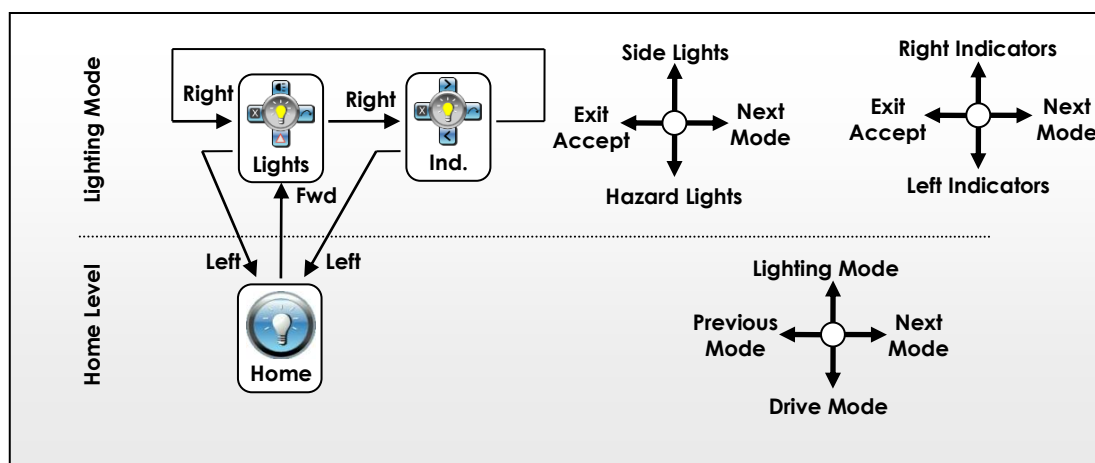 Lighting Mode
Right
Right
Lights
Ind.
Fwd
Left
Left
Side Lights
Exit
Accept
Next
Mode
Hazard Lights
Right Indicators
Exit
Accept
Next
Mode
Left Indicators
Home Level
Home
Lighting Mode
Previous
Mode
Next
Mode
Drive Mode